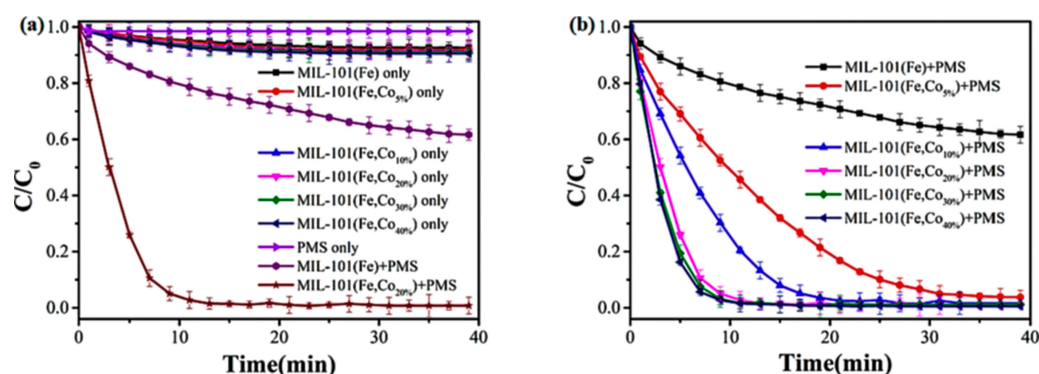 (a)
C/C0
1.0
0.8
0.6
0.4
0.2
0.0
MIL-101(Fe) only
MIL-101(Fe,Co5%) only
MIL-101(Fe,Co10%) only
MIL-101(Fe,Co20%) only
MIL-101(Fe,Co30%) only
MIL-101(Fe,Co40%) only
PMS only
MIL-101(Fe)+PMS
MIL-101(Fe,Co20%)+PMS
0 10 20 30 40
Time(min)
(b)
C/C0
1.0
0.8
0.6
0.4
0.2
0.0
MIL-101(Fe)+PMS
MIL-101(Fe,Co5%)+PMS
MIL-101(Fe,Co10%)+PMS
MIL-101(Fe,Co20%)+PMS
MIL-101(Fe,Co30%)+PMS
MIL-101(Fe,Co40%)+PMS
0 10 20 30 40
Time(min)